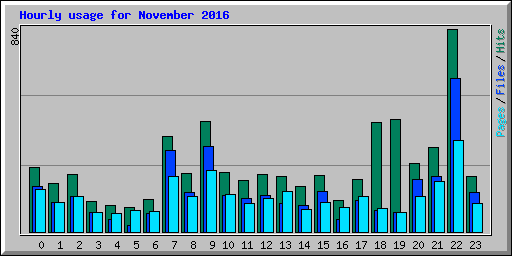 Hourly usage for November 2016
840
Pages / Files / Hits
0 1 2 3 4 5 6 7 8 9 10 11 12 13 14 15 16 17 18 19 20 21 22 23